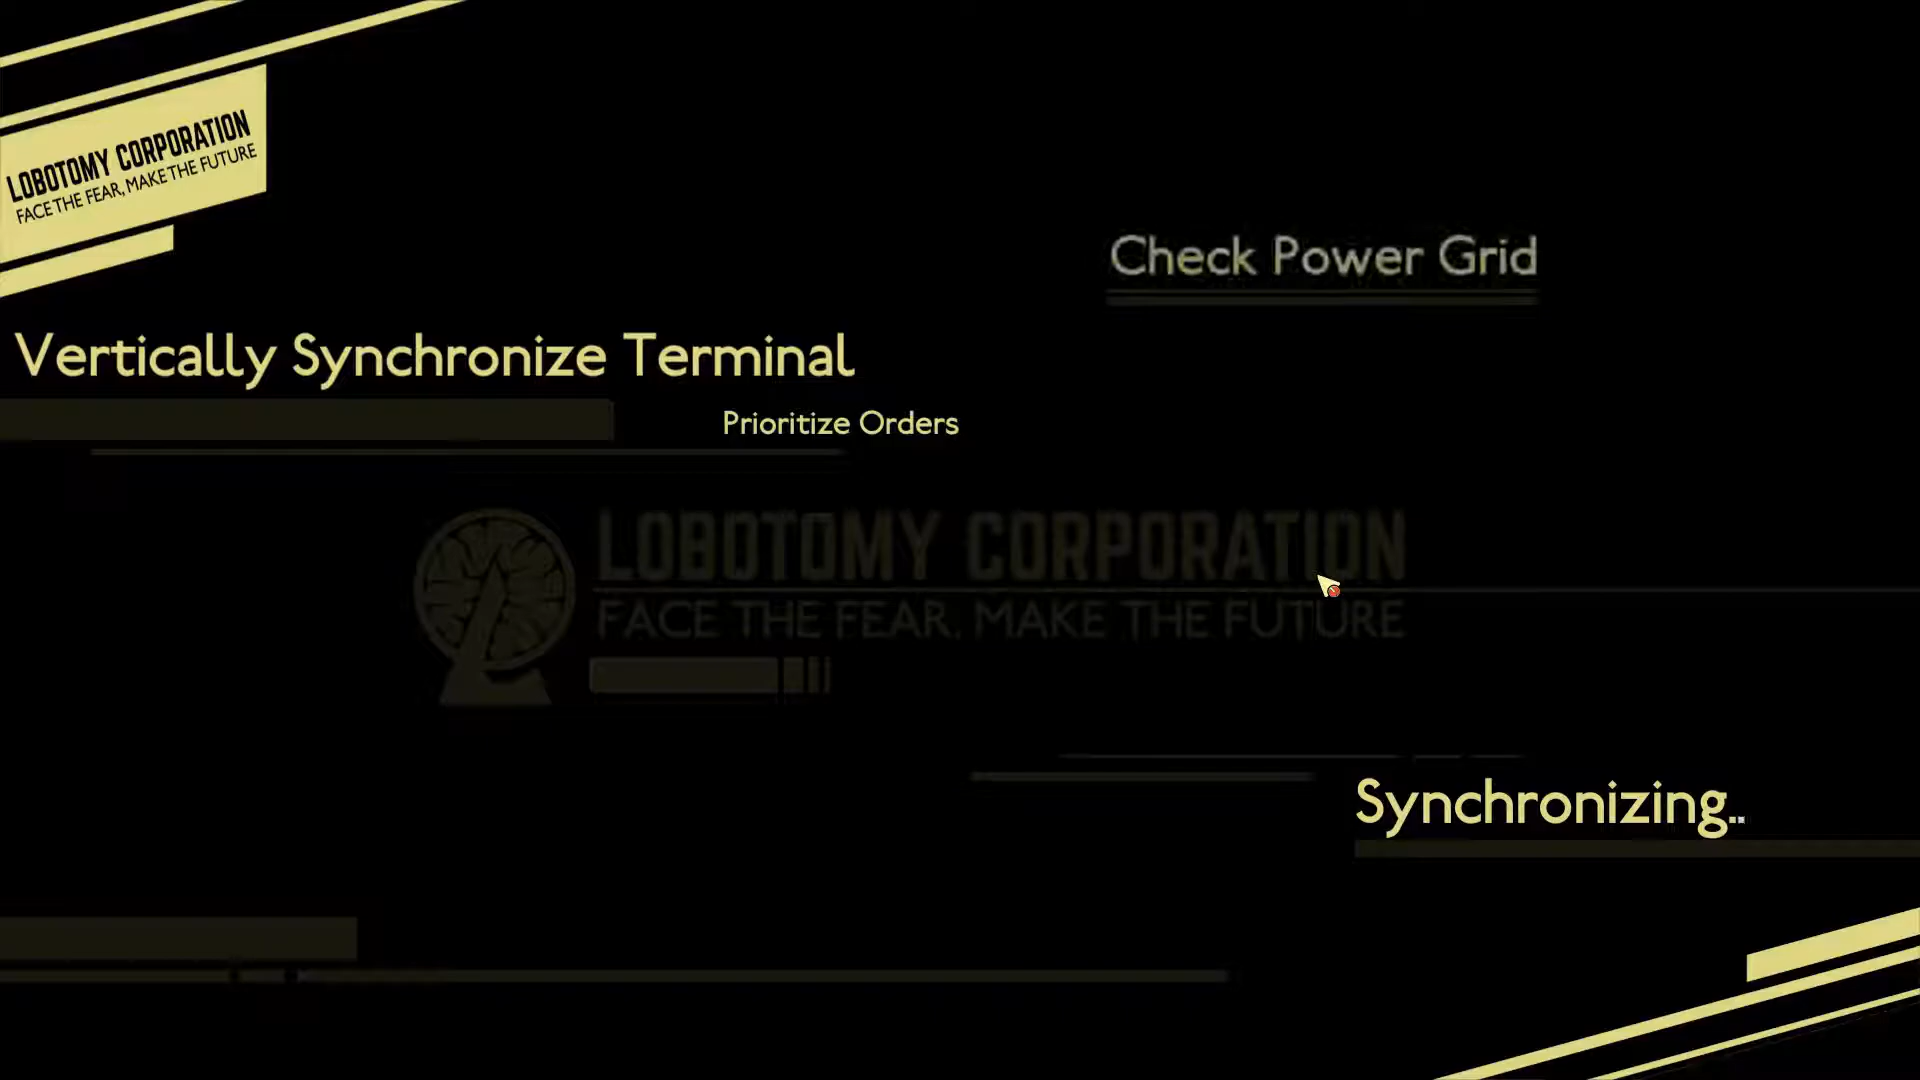 LOBOTOMY CORPORATION
FACE THE FEAR, MAKE THE FUTURE
Check Power Grid
Vertically Synchronize Terminal
Prioritize Orders
LOBOTOMY CORPORATION
FACE THE FEAR, MAKE THE FUTURE
Synchronizing..